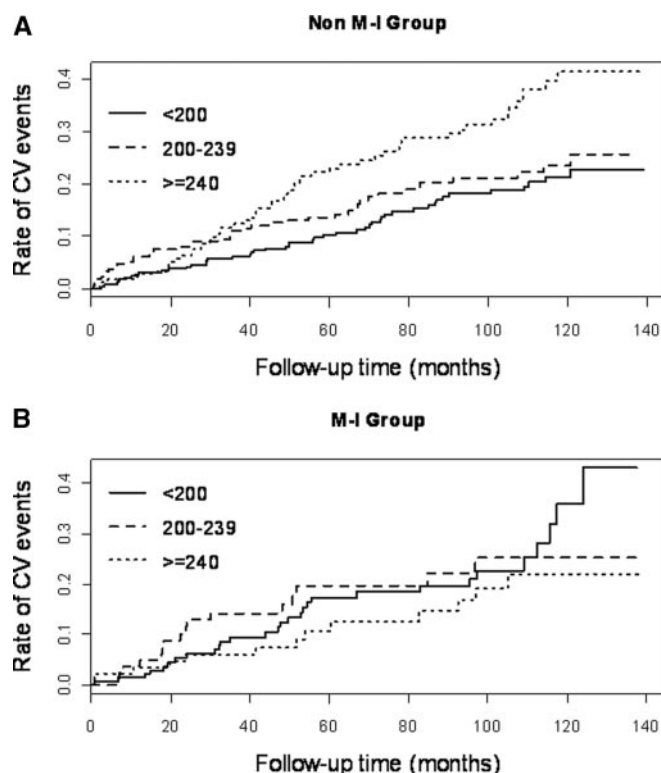 A
Non M-I Group
Rate of CV events
0.4
0.3
0.2
0.1
0.0
<200
200-239
>=240
0 20 40 60 80 100 120 140
Follow-up time (months)
B
M-I Group
Rate of CV events
0.4
0.3
0.2
0.1
0.0
<200
200-239
>=240
0 20 40 60 80 100 120 140
Follow-up time (months)